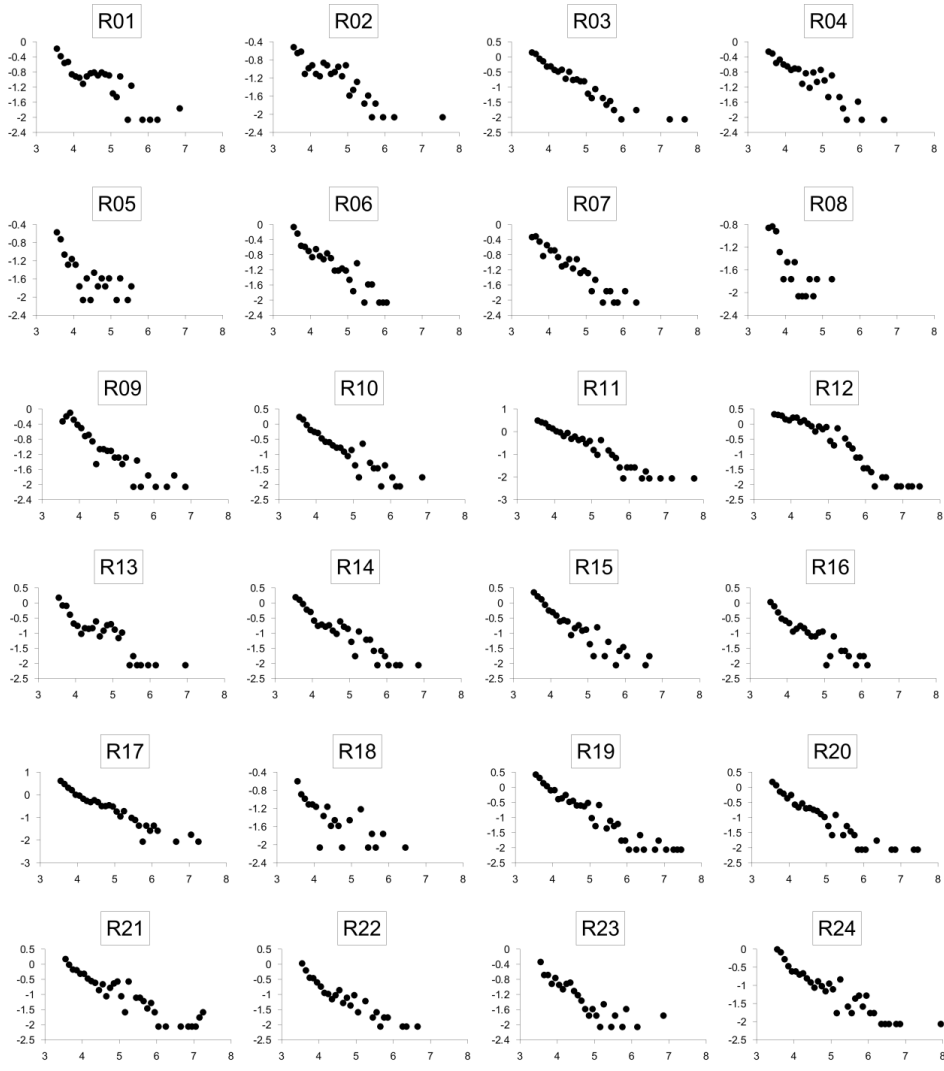 R01 R02 R03 R04
0 -0.4 0.5 0
-0.4 -0.8 0 -0.4
-0.8 -1.2 -0.5 -0.8
-1.2 -1.6 -1 -1.2
-1.6 -2 -1.5 -1.6
-2 -2.4 -2 -2
-2.4 -2.5 -2.4
3 4 5 6 7 8 3 4 5 6 7 8 3 4 5 6 7 8 3 4 5 6 7 8
R05 R06 R07 R08
-0.4 0 0 -0.8
-0.8 -0.4 -0.4 -1.2
-1.2 -0.8 -0.8 -1.6
-1.6 -1.2 -1.2 -2
-2 -1.6 -1.6 -2.4
-2.4 -2 -2
-2.4 -2.4
3 4 5 6 7 8 3 4 5 6 7 8 3 4 5 6 7 8 3 4 5 6 7 8
R09 R10 R11 R12
0 0.5 1 0.5
-0.4 0 0 0
-0.8 -0.5 -1 -0.5
-1.2 -1 -2 -1
-1.6 -1.5 -3 -1.5
-2 -2 -2
-2.4 -2.5 -2.5
3 4 5 6 7 8 3 4 5 6 7 8 3 4 5 6 7 8 3 4 5 6 7 8
R13 R14 R15 R16
0.5 0.5 0.5 0.5
0 0 0 0
-0.5 -0.5 -0.5 -0.5
-1 -1 -1 -1
-1.5 -1.5 -1.5 -1.5
-2 -2 -2 -2
-2.5 -2.5 -2.5 -2.5
3 4 5 6 7 8 3 4 5 6 7 8 3 4 5 6 7 8 3 4 5 6 7 8
R17 R18 R19 R20
1 -0.4 0.5 0.5
0 -0.8 0 0
-1 -1.2 -0.5 -0.5
-2 -1.6 -1 -1
-3 -2 -1.5 -1.5
-2.4 -2 -2
-2.5 -2.5
3 4 5 6 7 8 3 4 5 6 7 8 3 4 5 6 7 8 3 4 5 6 7 8
R21 R22 R23 R24
0.5 0.5 0 0
0 0 -0.4 -0.5
-0.5 -0.5 -0.8 -1
-1 -1 -1.2 -1.5
-1.5 -1.5 -1.6 -2
-2 -2 -2 -2.5
-2.5 -2.5 -2.4
3 4 5 6 7 8 3 4 5 6 7 8 3 4 5 6 7 8 3 4 5 6 7 8